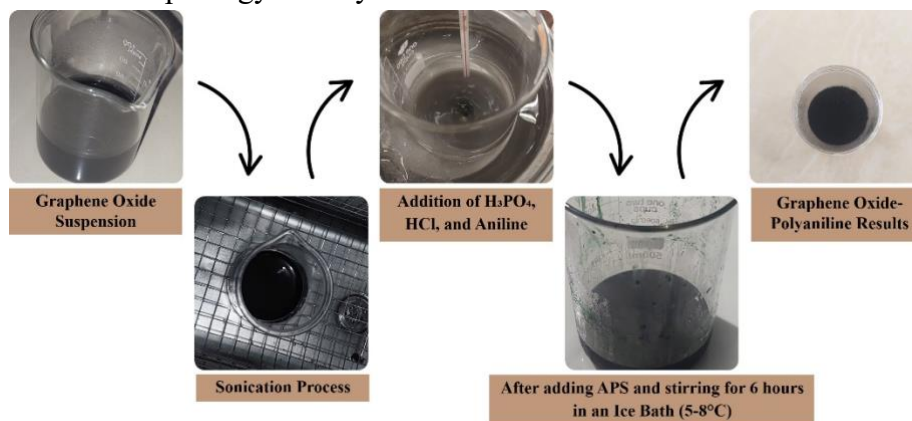 Graphene Oxide
Suspension
Sonication Process
Addition of H₃PO₄,
HCl, and Aniline
After adding APS and stirring for 6 hours
in an Ice Bath (5-8°C)
Graphene Oxide-
Polyaniline Results